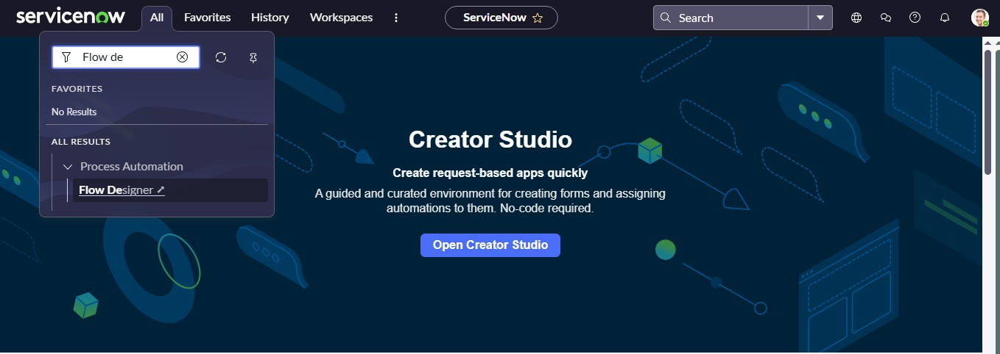 servicenow All Favorites History Workspaces ServiceNow Search
Flow de
FAVORITES
No Results
ALL RESULTS
Process Automation
Flow Designer
Creator Studio
Create request-based apps quickly
A guided and curated environment for creating forms and assigning
automations to them. No-code required.
Open Creator Studio